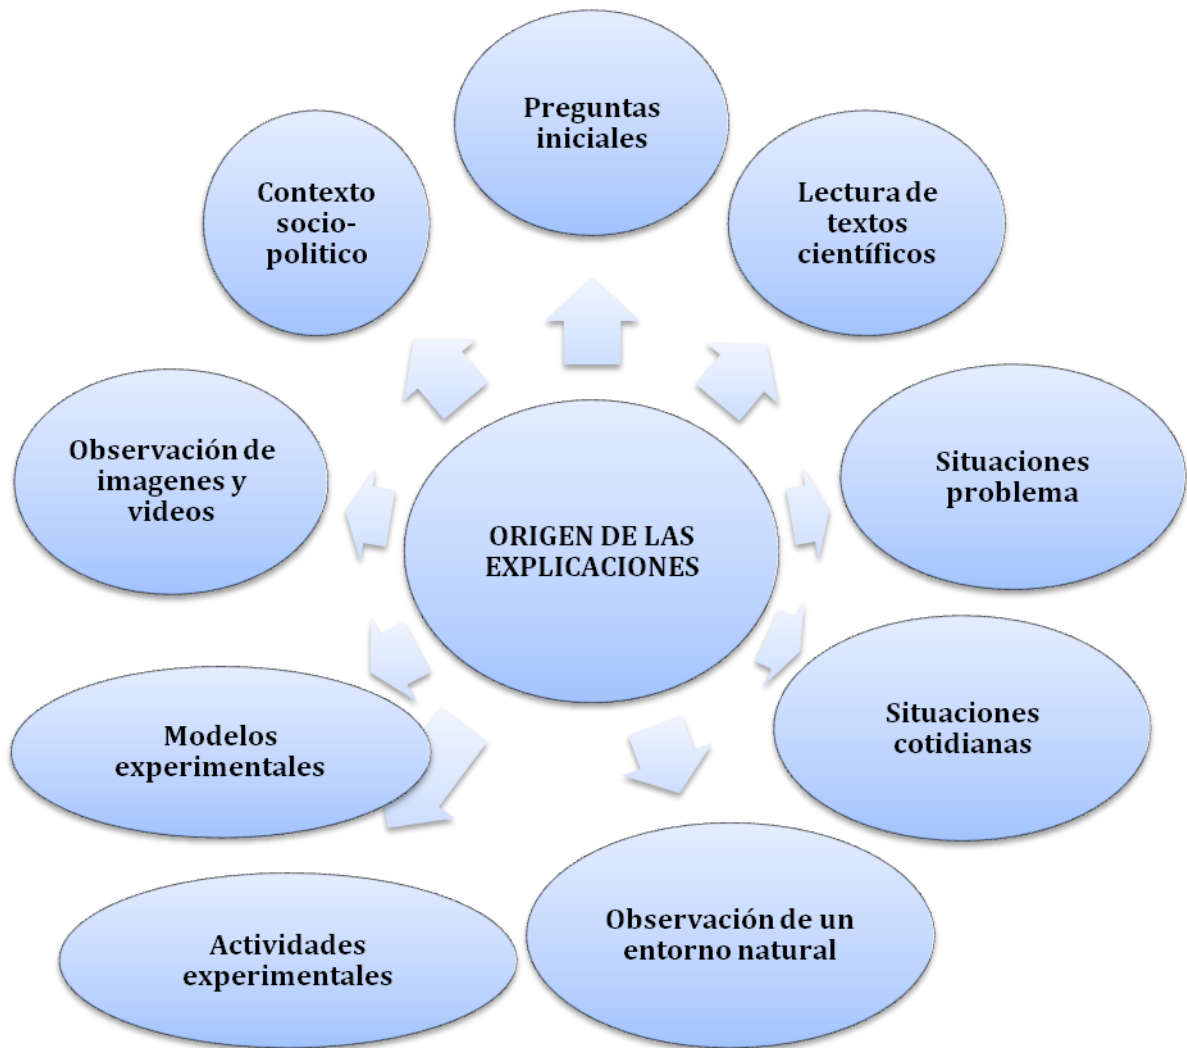 Preguntas
iniciales
Lectura de
textos
científicos
Situaciones
problema
Situaciones
cotidianas
Observación de un
entorno natural
Actividades
experimentales
Modelos
experimentales
Observación de
imagenes y
videos
Contexto
socio-
politico
ORIGEN DE LAS
EXPLICACIONES